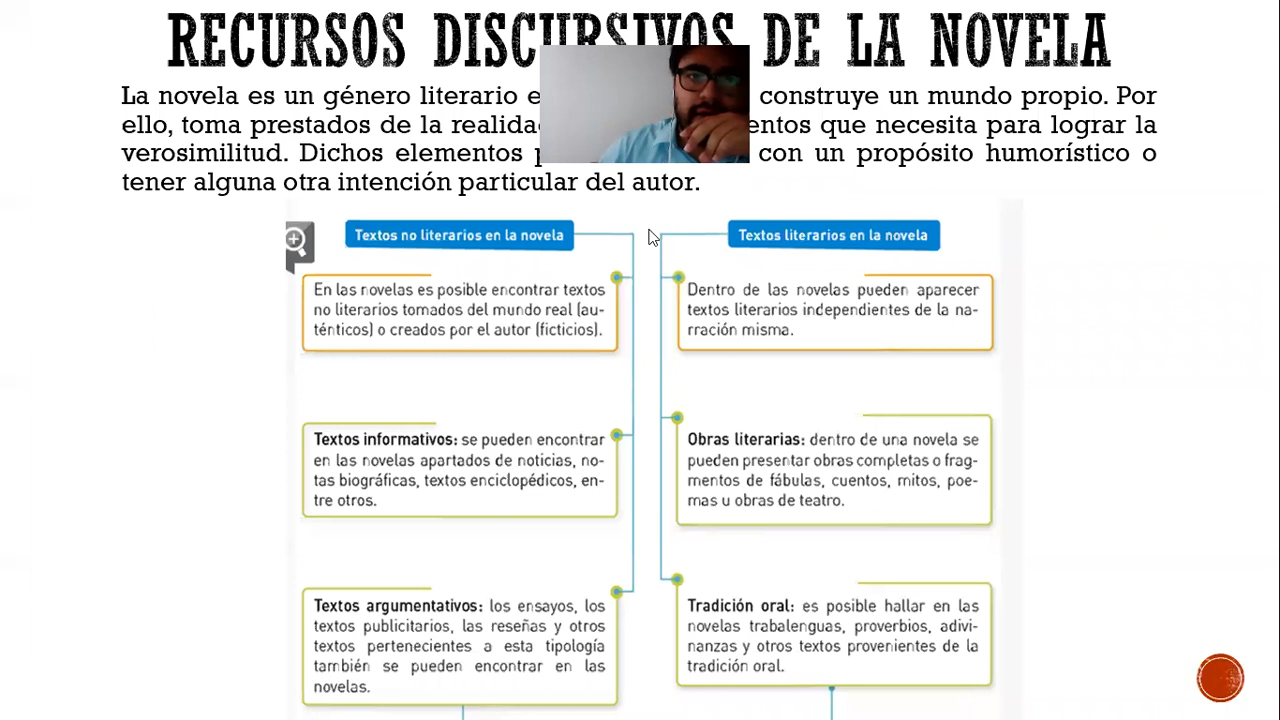 RECURSOS DISCURSIVOS DE LA NOVELA
La novela es un género literario e construye un mundo propio. Por
ello, toma prestados de la realida entos que necesita para lograr la
verosimilitud. Dichos elementos p con un propósito humorístico o
tener alguna otra intención particular del autor.
Textos no literarios en la novela
En las novelas es posible encontrar textos
no literarios tomados del mundo real (au-
ténticos) o creados por el autor (ficticios).
Textos informativos: se pueden encontrar
en las novelas apartados de noticias, no-
tas biográficas, textos enciclopédicos, en-
tre otros.
Textos argumentativos: los ensayos, los
textos publicitarios, las reseñas y otros
textos pertenecientes a esta tipología
también se pueden encontrar en las
novelas.
Textos literarios en la novela
Dentro de las novelas pueden aparecer
textos literarios independientes de la na-
rración misma.
Obras literarias: dentro de una novela se
pueden presentar obras completas o frag-
mentos de fábulas, cuentos, mitos, poe-
mas u obras de teatro.
Tradición oral: es posible hallar en las
novelas trabalenguas, proverbios, adivi-
nanzas y otros textos provenientes de la
tradición oral.